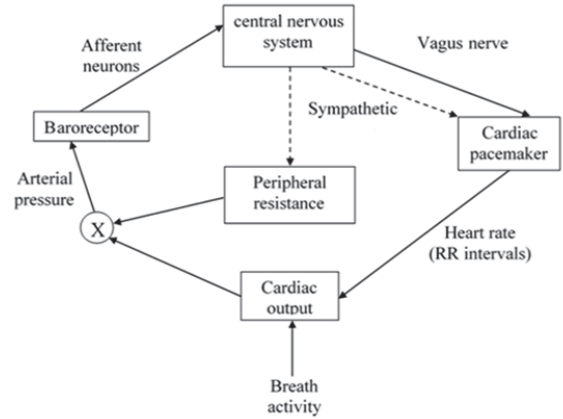 central nervous
system
Afferent
neurons
Vagus nerve
Sympathetic
Baroreceptor
Cardiac
pacemaker
Arterial
pressure
Peripheral
resistance
X
Heart rate
(RR intervals)
Cardiac
output
Breath
activity